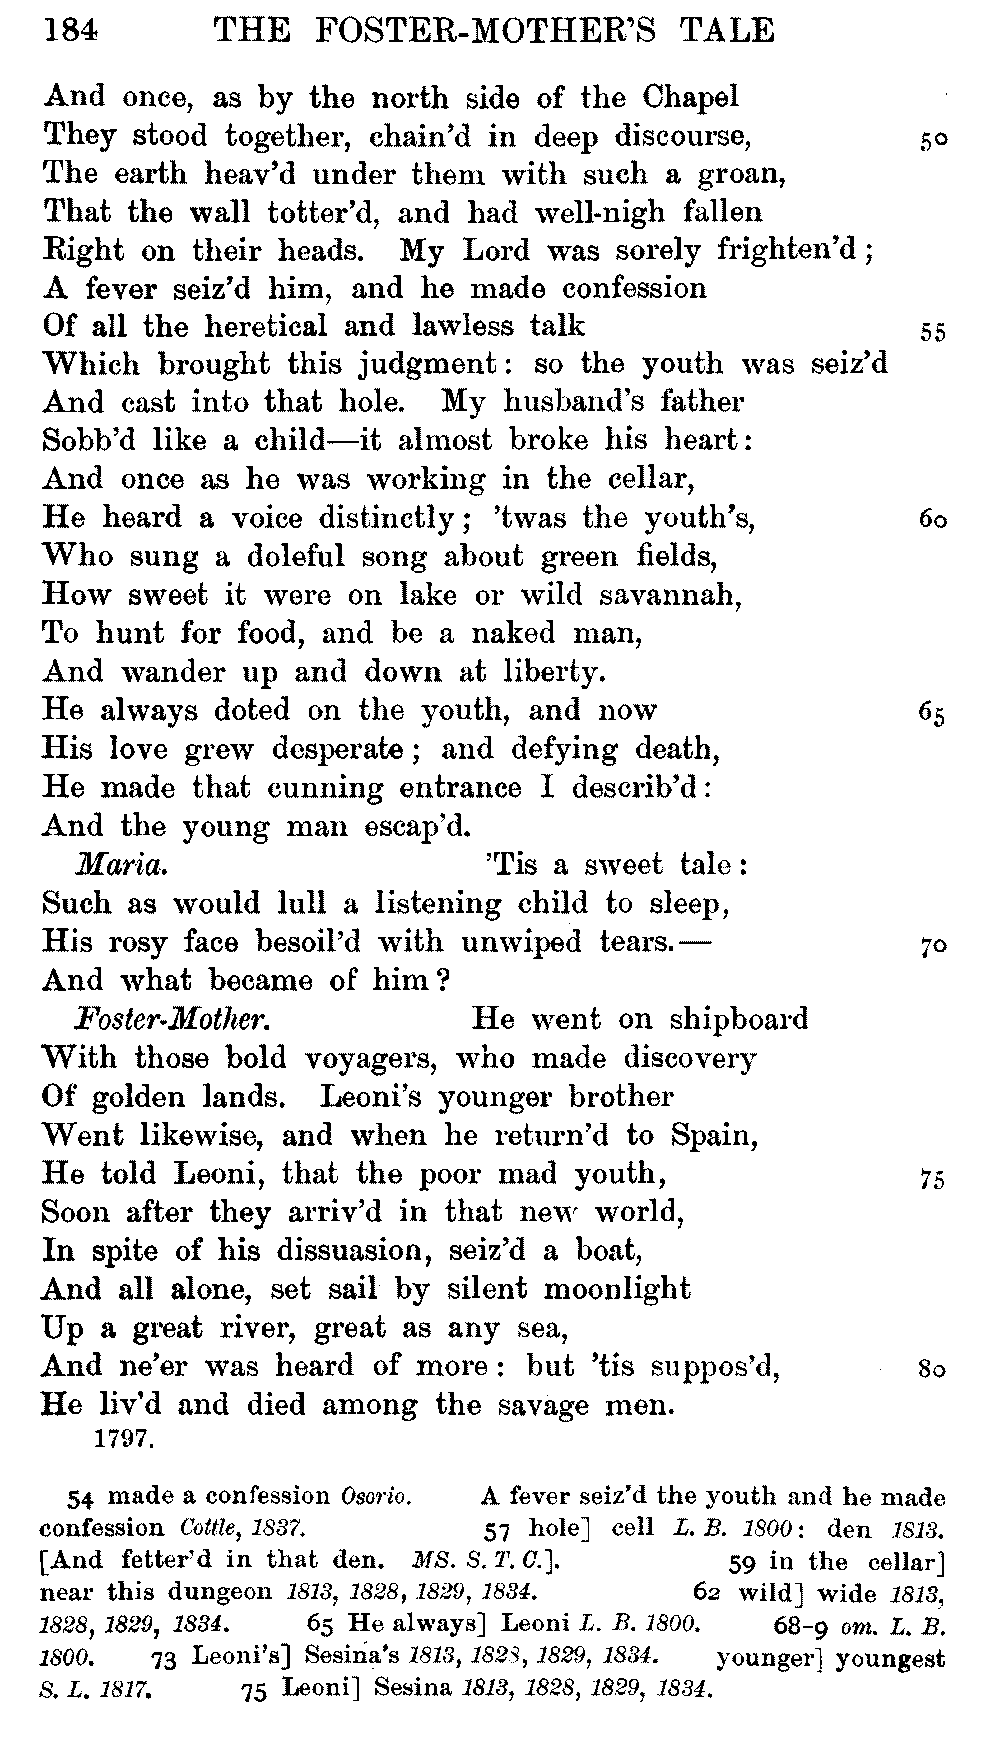 184 THE FOSTER-MOTHER'S TALE
And once, as by the north side of the Chapel
They stood together, chain'd in deep discourse, 50
The earth heav'd under them with such a groan,
That the wall totter'd, and had well-nigh fallen
Right on their heads. My Lord was sorely frighten'd;
A fever seiz'd him, and he made confession
Of all the heretical and lawless talk 55
Which brought this judgment: so the youth was seiz'd
And cast into that hole. My husband's father
Sobb'd like a child—it almost broke his heart:
And once as he was working in the cellar,
He heard a voice distinctly; 'twas the youth's, 60
Who sung a doleful song about green fields,
How sweet it were on lake or wild savannah,
To hunt for food, and be a naked man,
And wander up and down at liberty.
He always doted on the youth, and now 65
His love grew desperate; and defying death,
He made that cunning entrance I describ'd:
And the young man escap'd.
Maria. 'Tis a sweet tale:
Such as would lull a listening child to sleep,
His rosy face besoil'd with unwiped tears.— 70
And what became of him?
Foster-Mother. He went on shipboard
With those bold voyagers, who made discovery
Of golden lands. Leoni's younger brother
Went likewise, and when he return'd to Spain,
He told Leoni, that the poor mad youth, 75
Soon after they arriv'd in that new world,
In spite of his dissuasion, seiz'd a boat,
And all alone, set sail by silent moonlight
Up a great river, great as any sea,
And ne'er was heard of more: but 'tis suppos'd, 80
He liv'd and died among the savage men.
1797.
54 made a confession Osorio. A fever seiz'd the youth and he made
confession Cottle, 1837. 57 hole] cell L. B. 1800: den 1813.
[And fetter'd in that den. MS. S. T. C.]. 59 in the cellar]
near this dungeon 1813, 1828, 1829, 1834. 62 wild] wide 1813,
1828, 1829, 1834. 65 He always] Leoni L. B. 1800. 68-9 om. L. B.
1800. 73 Leoni's] Sesina's 1813, 1828, 1829, 1834. younger] youngest
S. L. 1817. 75 Leoni] Sesina 1813, 1828, 1829, 1834.